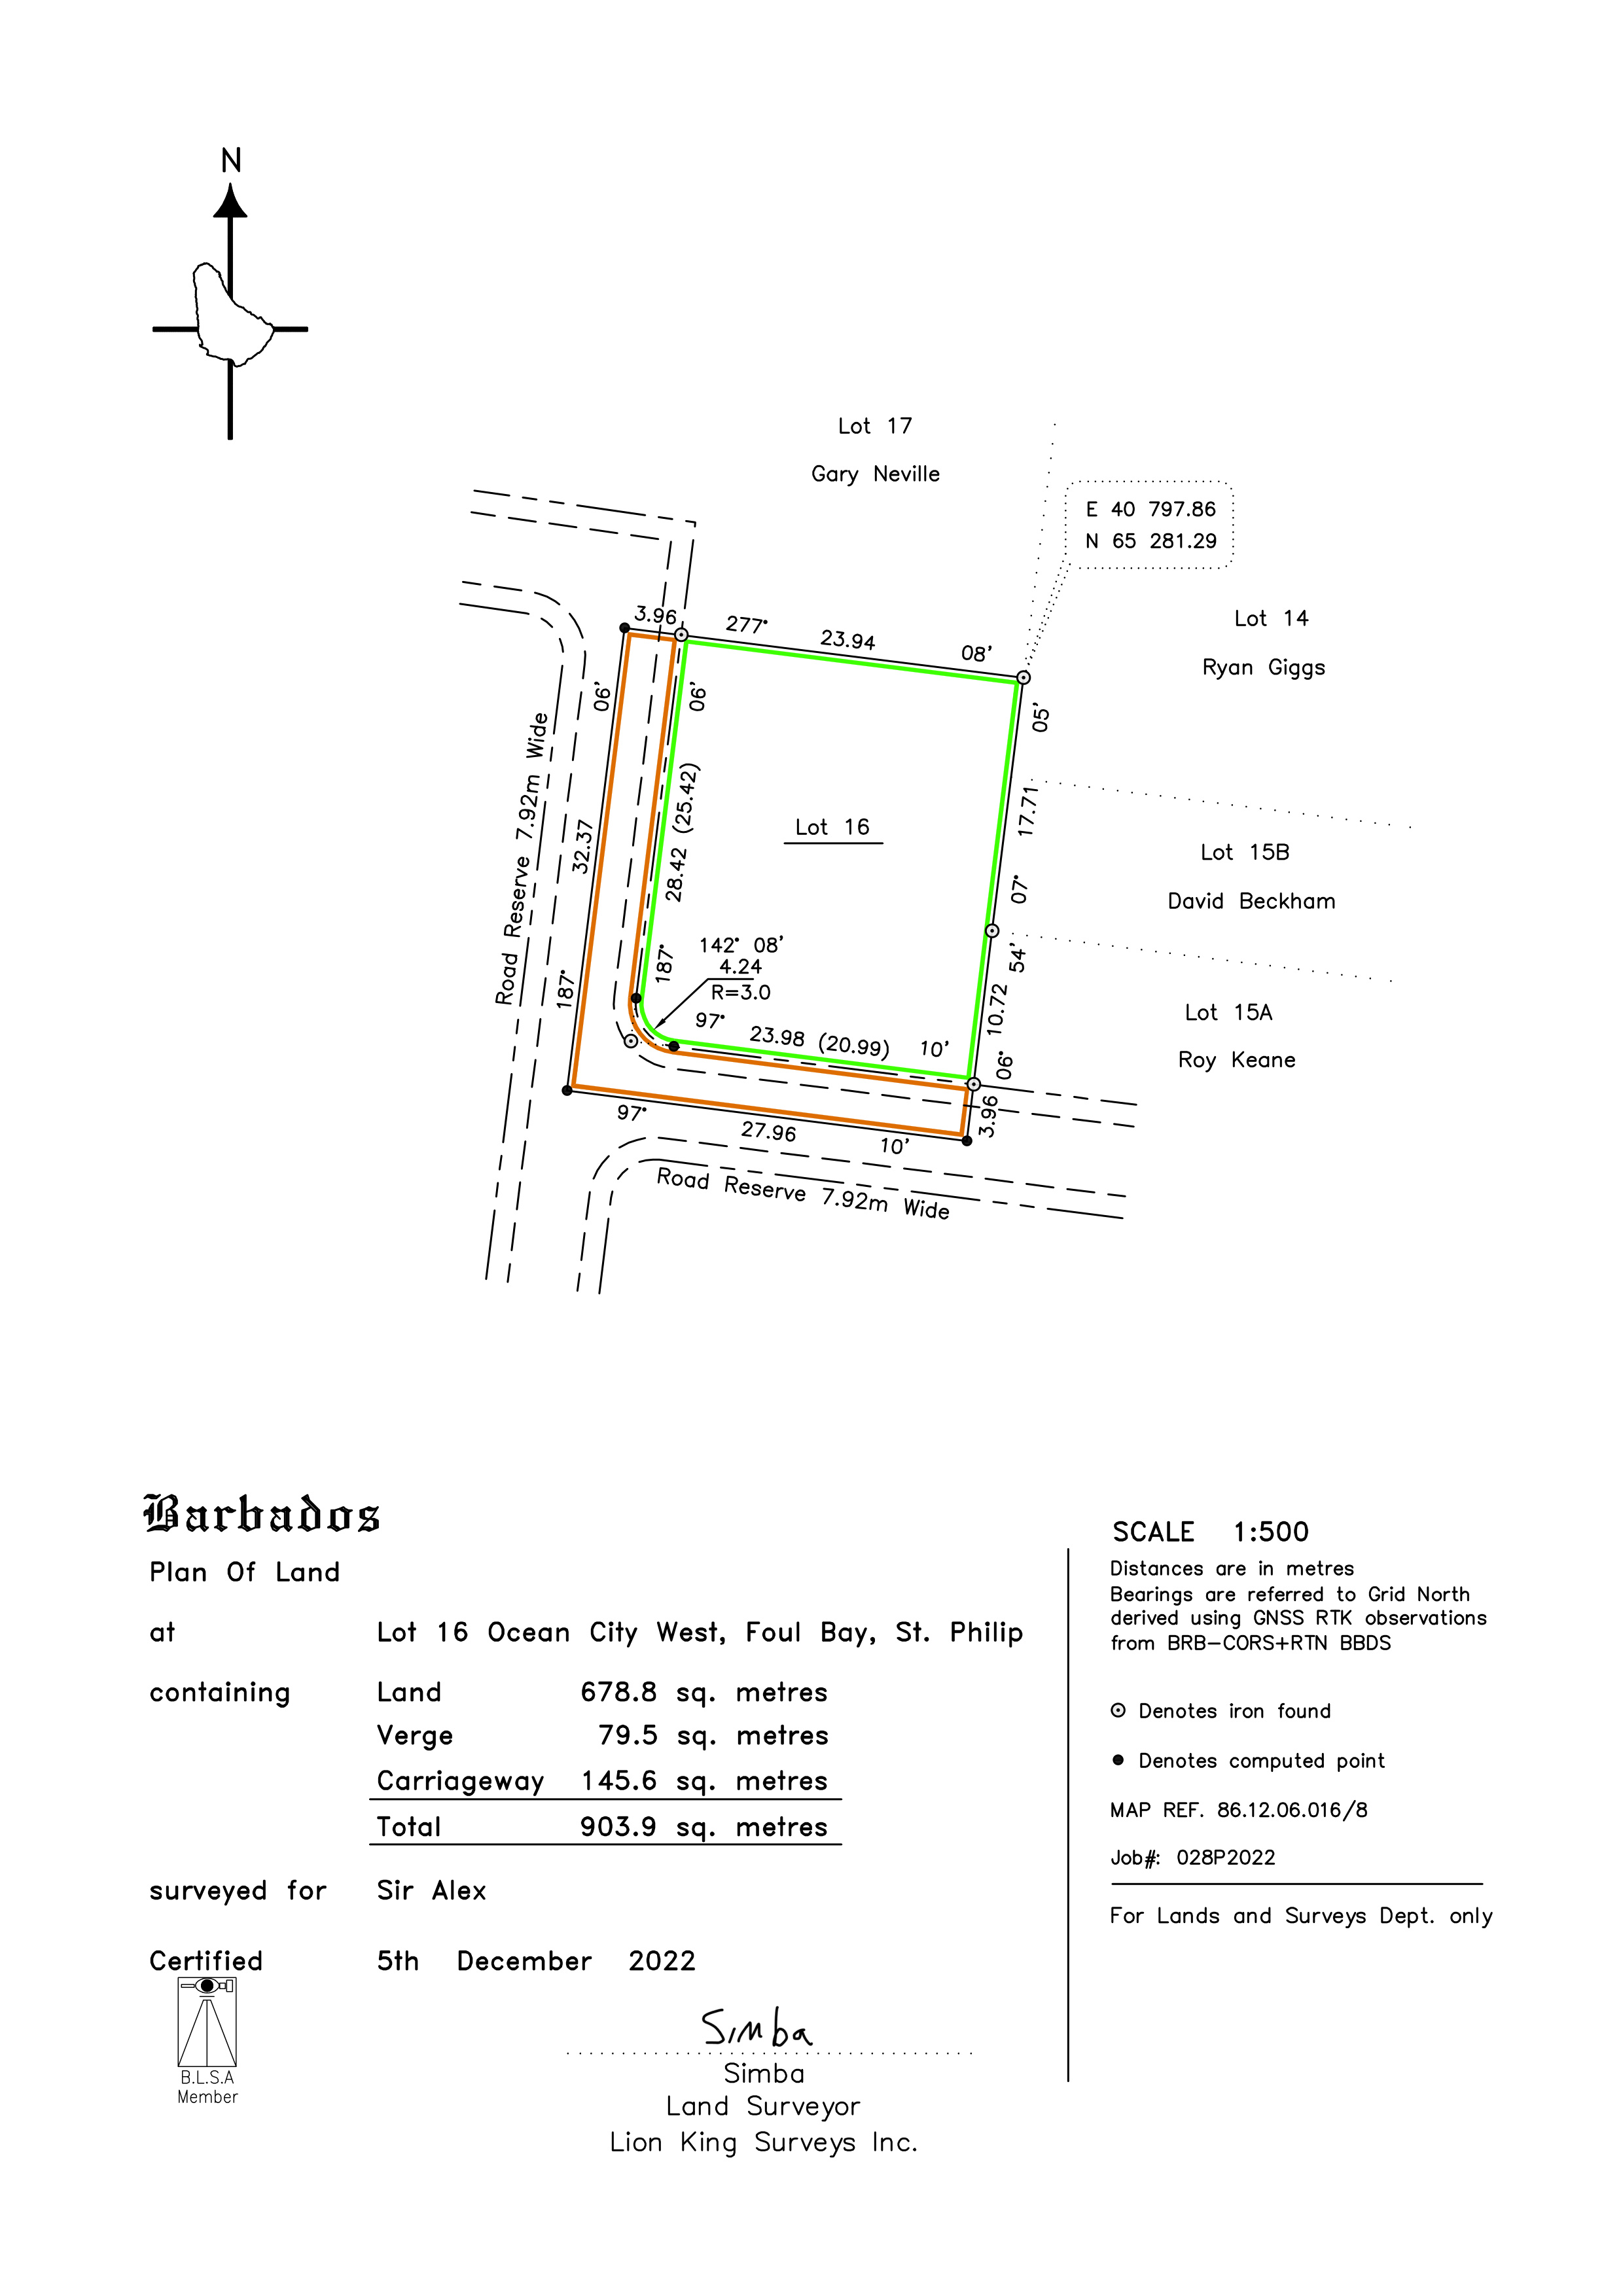 N
Lot 17
Gary Neville
E 40 797.86
N 65 281.29
Lot 14
Ryan Giggs
3.96
277°
23.94
08'
06'
06'
05'
Road Reserve 7.92m Wide
32.37
187°
28.42 (25.42)
187°
17.71
07°
Lot 16
Lot 15B
David Beckham
142° 08'
4.24
R=3.0
54'
10.72
06°
Lot 15A
Roy Keane
97°
23.98 (20.99)
10'
3.96
97°
27.96
10'
Road Reserve 7.92m Wide
Barbados
Plan Of Land
at Lot 16 Ocean City West, Foul Bay, St. Philip
containing Land 678.8 sq. metres
Verge 79.5 sq. metres
Carriageway 145.6 sq. metres
Total 903.9 sq. metres
surveyed for Sir Alex
Certified 5th December 2022
B.L.S.A
Member
Simba
Simba
Land Surveyor
Lion King Surveys Inc.
SCALE 1:500
Distances are in metres
Bearings are referred to Grid North
derived using GNSS RTK observations
from BRB-CORS+RTN BBDS
Denotes iron found
Denotes computed point
MAP REF. 86.12.06.016/8
Job#: 028P2022
For Lands and Surveys Dept. only